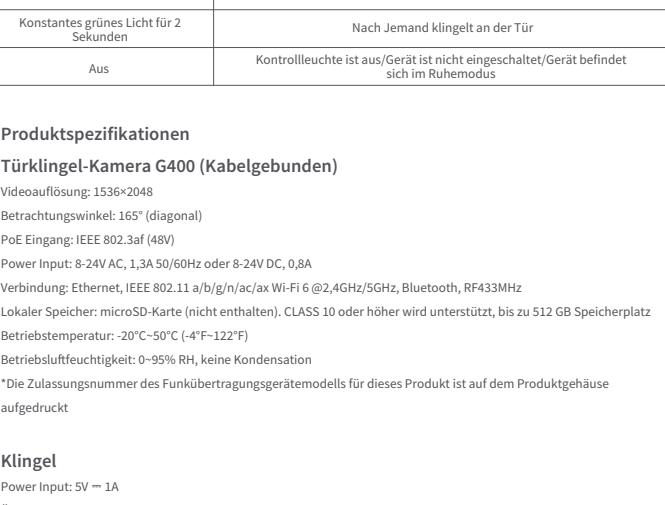 Konstantes grünes Licht für 2
Sekunden
Nach Jemand klingelt an der Tür
Aus
Kontrollleuchte ist aus/Gerät ist nicht eingeschaltet/Gerät befindet
sich im Ruhemodus
Produktspezifikationen
Türklingel-Kamera G400 (Kabelgebunden)
Videoauflösung: 1536×2048
Betrachtungswinkel: 165° (diagonal)
PoE Eingang: IEEE 802.3af (48V)
Power Input: 8-24V AC, 1,3A 50/60Hz oder 8-24V DC, 0,8A
Verbindung: Ethernet, IEEE 802.11 a/b/g/n/ac/ax Wi-Fi 6 @2,4GHz/5GHz, Bluetooth, RF433MHz
Lokaler Speicher: microSD-Karte (nicht enthalten). CLASS 10 oder höher wird unterstützt, bis zu 512 GB Speicherplatz
Betriebstemperatur: -20°C~50°C (-4°F~122°F)
Betriebsluftfeuchtigkeit: 0~95% RH, keine Kondensation
*Die Zulassungsnummer des Funkübertragungsgerätemodells für dieses Produkt ist auf dem Produktgehäuse
aufgedruckt
Klingel
Power Input: 5V ⎓ 1A